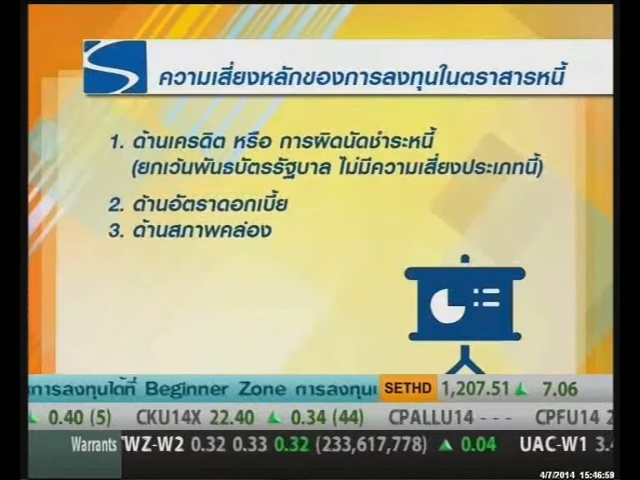 ความเสี่ยงหลักของการลงทุนในตราสารหนี้
1. ด้านเครดิต หรือ การผิดนัดชำระหนี้
(ยกเว้นพันธบัตรรัฐบาล ไม่มีความเสี่ยงประเภทนี้)
2. ด้านอัตราดอกเบี้ย
3. ด้านสภาพคล่อง
การลงทุนได้ที่ Beginner Zone การลงทุน SETHD 1,207.51 ▲ 7.06
▲ 0.40 (5) CKU14X 22.40 ▲ 0.34 (44) CPALLU14 - - - CPFU14 2
Warrants TWZ-W2 0.32 0.33 0.32 (233,617,778) ▲ 0.04 UAC-W1 3.4
4/7/2014 15:46:59